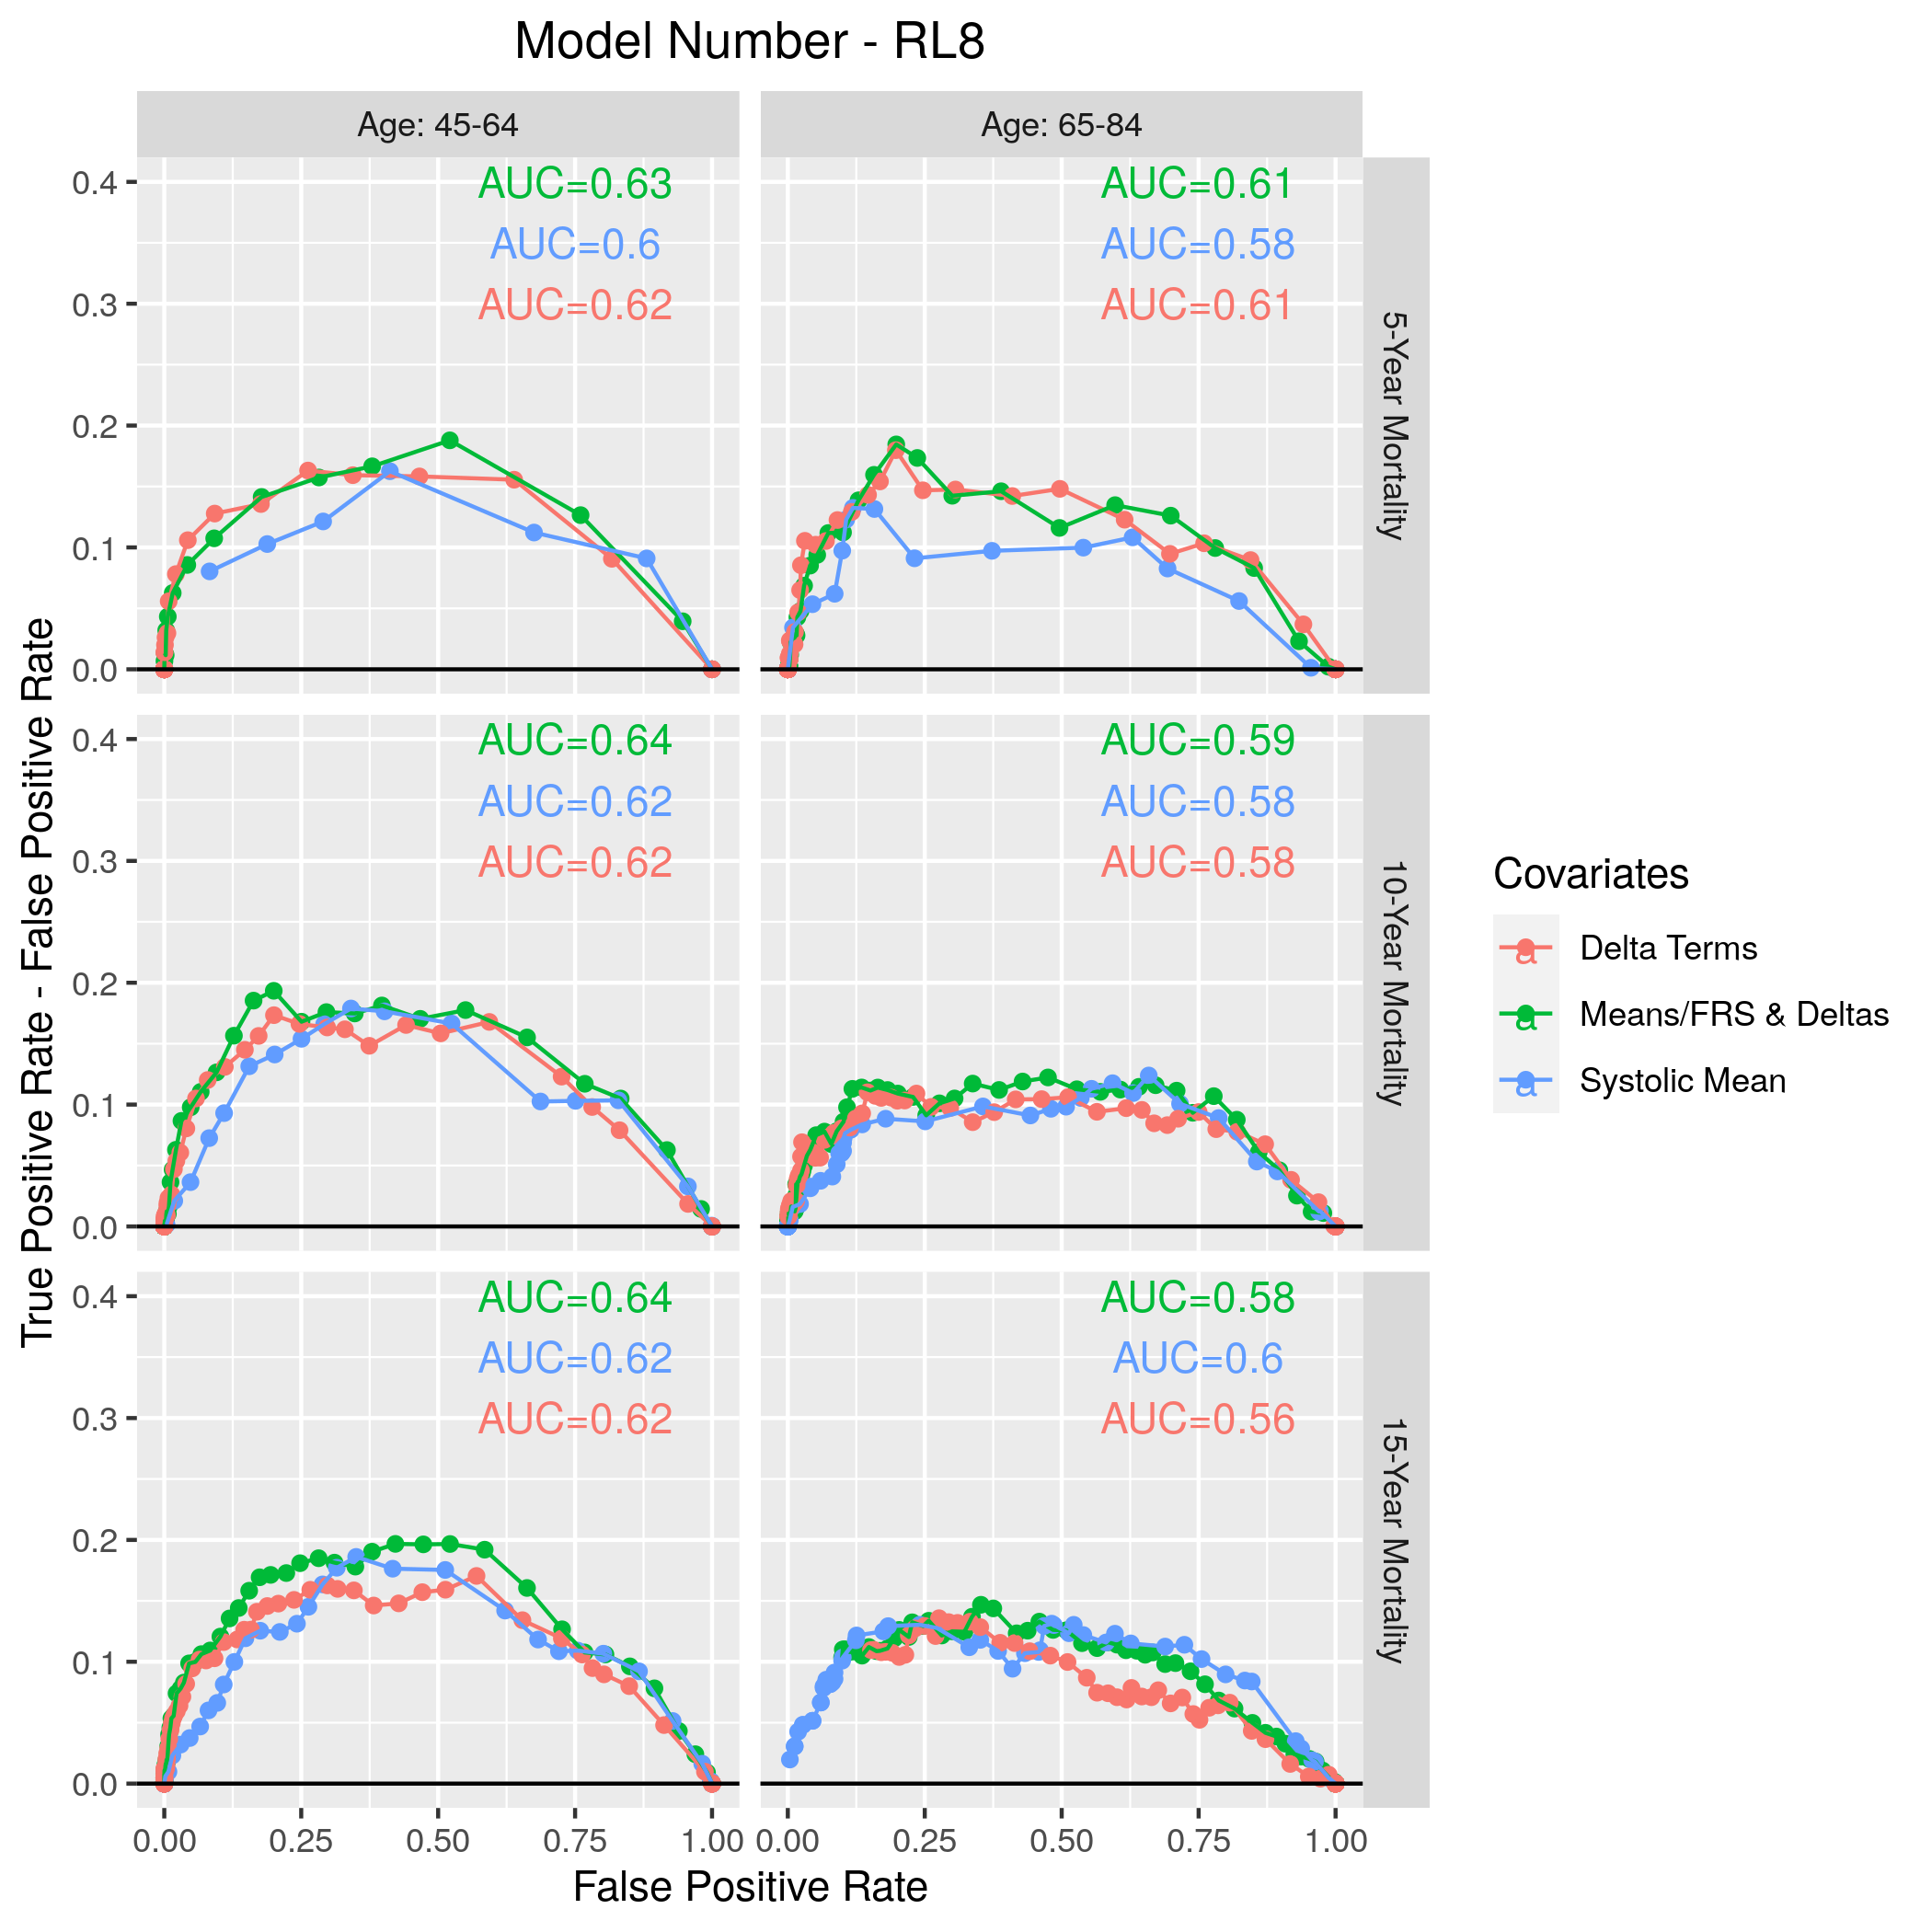 Model Number - RL8
Age: 45-64
Age: 65-84
AUC=0.63
AUC=0.6
AUC=0.62
AUC=0.61
AUC=0.58
AUC=0.61
5-Year Mortality
0.4
0.3
0.2
0.1
0.0
AUC=0.64
AUC=0.62
AUC=0.62
AUC=0.59
AUC=0.58
AUC=0.58
10-Year Mortality
0.4
0.3
0.2
0.1
0.0
AUC=0.64
AUC=0.62
AUC=0.62
AUC=0.58
AUC=0.6
AUC=0.56
15-Year Mortality
0.4
0.3
0.2
0.1
0.0
0.00 0.25 0.50 0.75 1.00
0.00 0.25 0.50 0.75 1.00
False Positive Rate
True Positive Rate - False Positive Rate
Covariates
a Delta Terms
a Means/FRS & Deltas
a Systolic Mean